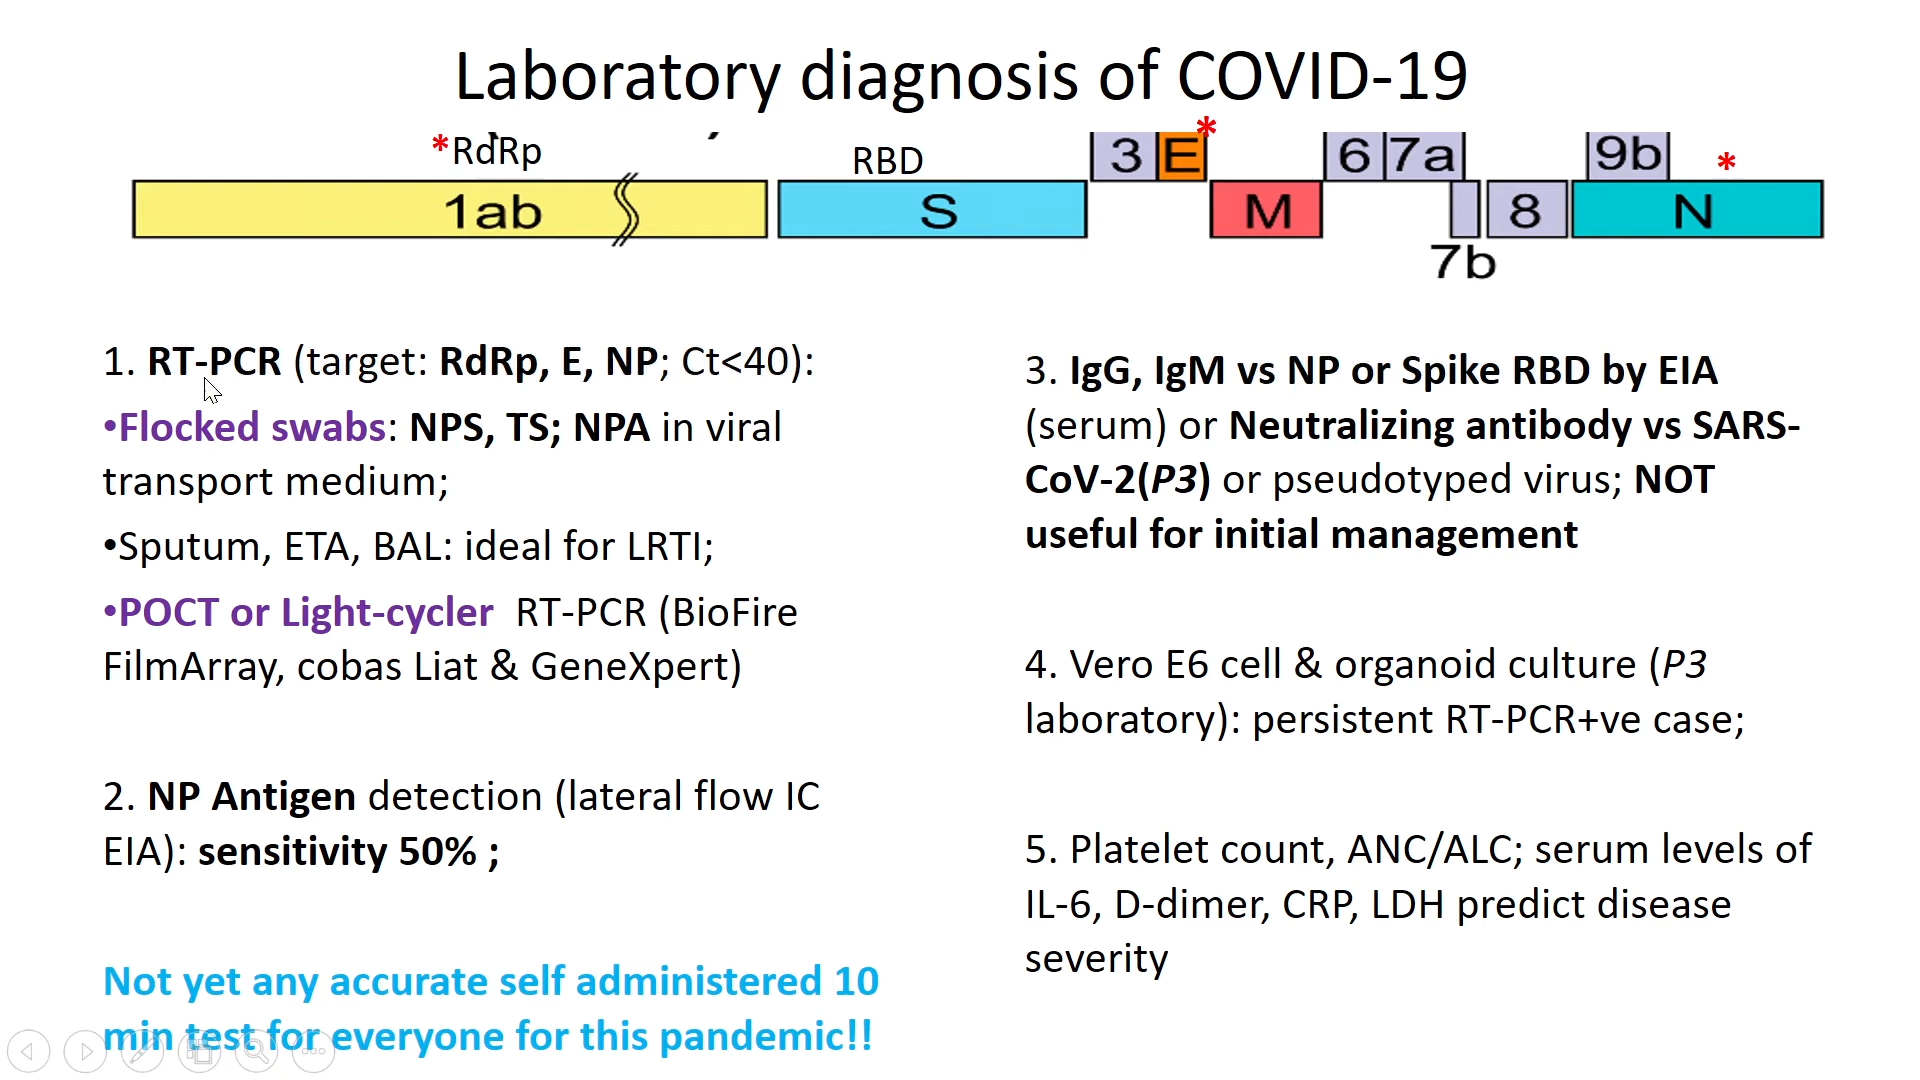 Laboratory diagnosis of COVID-19
*RdRp
RBD
3 E *
6 7a
9b *
1ab
S
M
8
N
7b
1. RT-PCR (target: RdRp, E, NP; Ct<40):
•Flocked swabs: NPS, TS; NPA in viral
transport medium;
•Sputum, ETA, BAL: ideal for LRTI;
•POCT or Light-cycler RT-PCR (BioFire
FilmArray, cobas Liat & GeneXpert)
2. NP Antigen detection (lateral flow IC
EIA): sensitivity 50% ;
Not yet any accurate self administered 10
min test for everyone for this pandemic!!
3. IgG, IgM vs NP or Spike RBD by EIA
(serum) or Neutralizing antibody vs SARS-
CoV-2(P3) or pseudotyped virus; NOT
useful for initial management
4. Vero E6 cell & organoid culture (P3
laboratory): persistent RT-PCR+ve case;
5. Platelet count, ANC/ALC; serum levels of
IL-6, D-dimer, CRP, LDH predict disease
severity